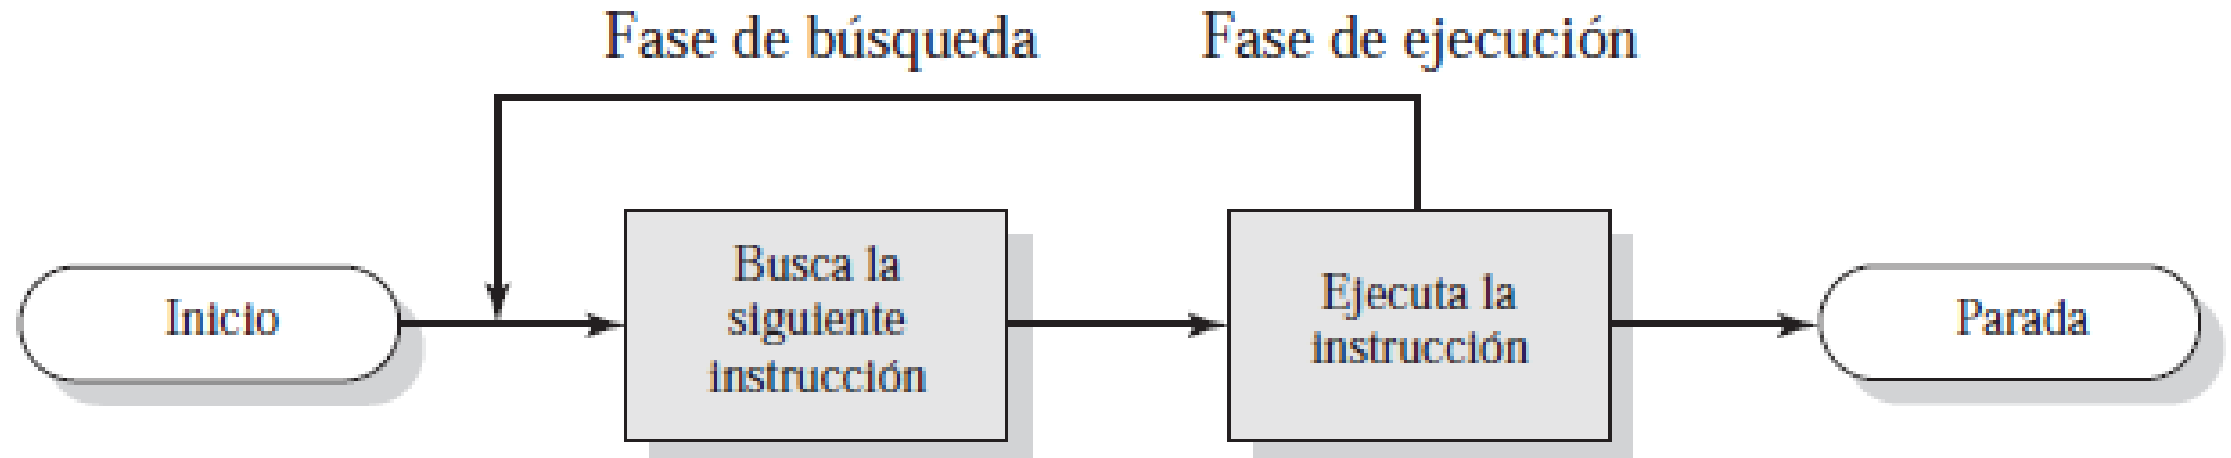 Fase de búsqueda
Fase de ejecución
Inicio
Busca la
siguiente
instrucción
Ejecuta la
instrucción
Parada